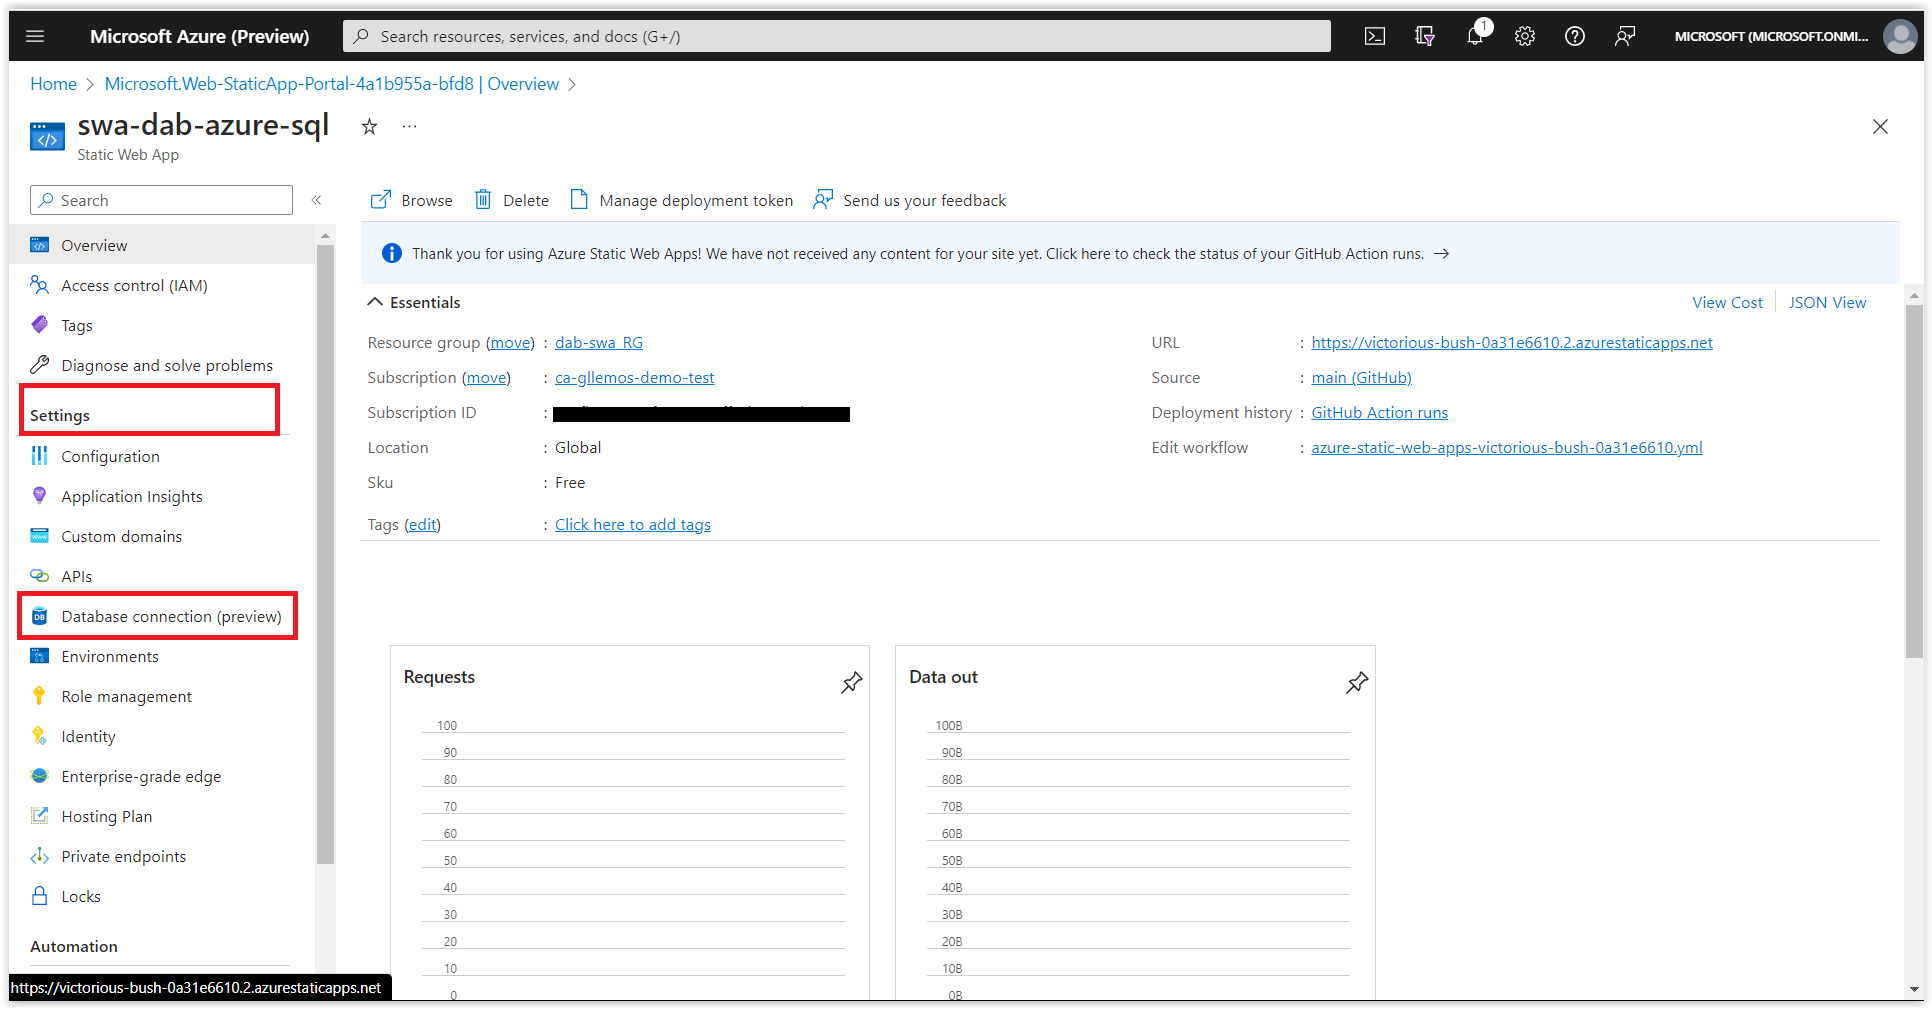 Microsoft Azure (Preview)
Search resources, services, and docs (G+/)
1
MICROSOFT (MICROSOFT.ONMI...
Home > Microsoft.Web-StaticApp-Portal-4a1b955a-bfd8 | Overview >
swa-dab-azure-sql
Static Web App
Search
Overview
Access control (IAM)
Tags
Diagnose and solve problems
Settings
Configuration
Application Insights
Custom domains
APIs
Database connection (preview)
Environments
Role management
Identity
Enterprise-grade edge
Hosting Plan
Private endpoints
Locks
Automation
https://victorious-bush-0a31e6610.2.azurestaticapps.net
Browse Delete Manage deployment token Send us your feedback
Thank you for using Azure Static Web Apps! We have not received any content for your site yet. Click here to check the status of your GitHub Action runs. →
Essentials
View Cost JSON View
Resource group (move) : dab-swa_RG
Subscription (move) : ca-gllemos-demo-test
Subscription ID :
Location : Global
Sku : Free
Tags (edit) : Click here to add tags
URL : https://victorious-bush-0a31e6610.2.azurestaticapps.net
Source : main (GitHub)
Deployment history : GitHub Action runs
Edit workflow : azure-static-web-apps-victorious-bush-0a31e6610.yml
Requests
100
90
80
70
60
50
40
30
20
10
0
Data out
100B
90B
80B
70B
60B
50B
40B
30B
20B
10B
0B